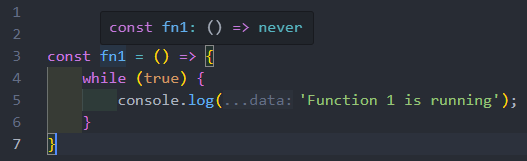 1
2
const fn1: () => never
3 const fn1 = () => {
4 while (true) {
5 console.log(...data: 'Function 1 is running');
6 }
7 }